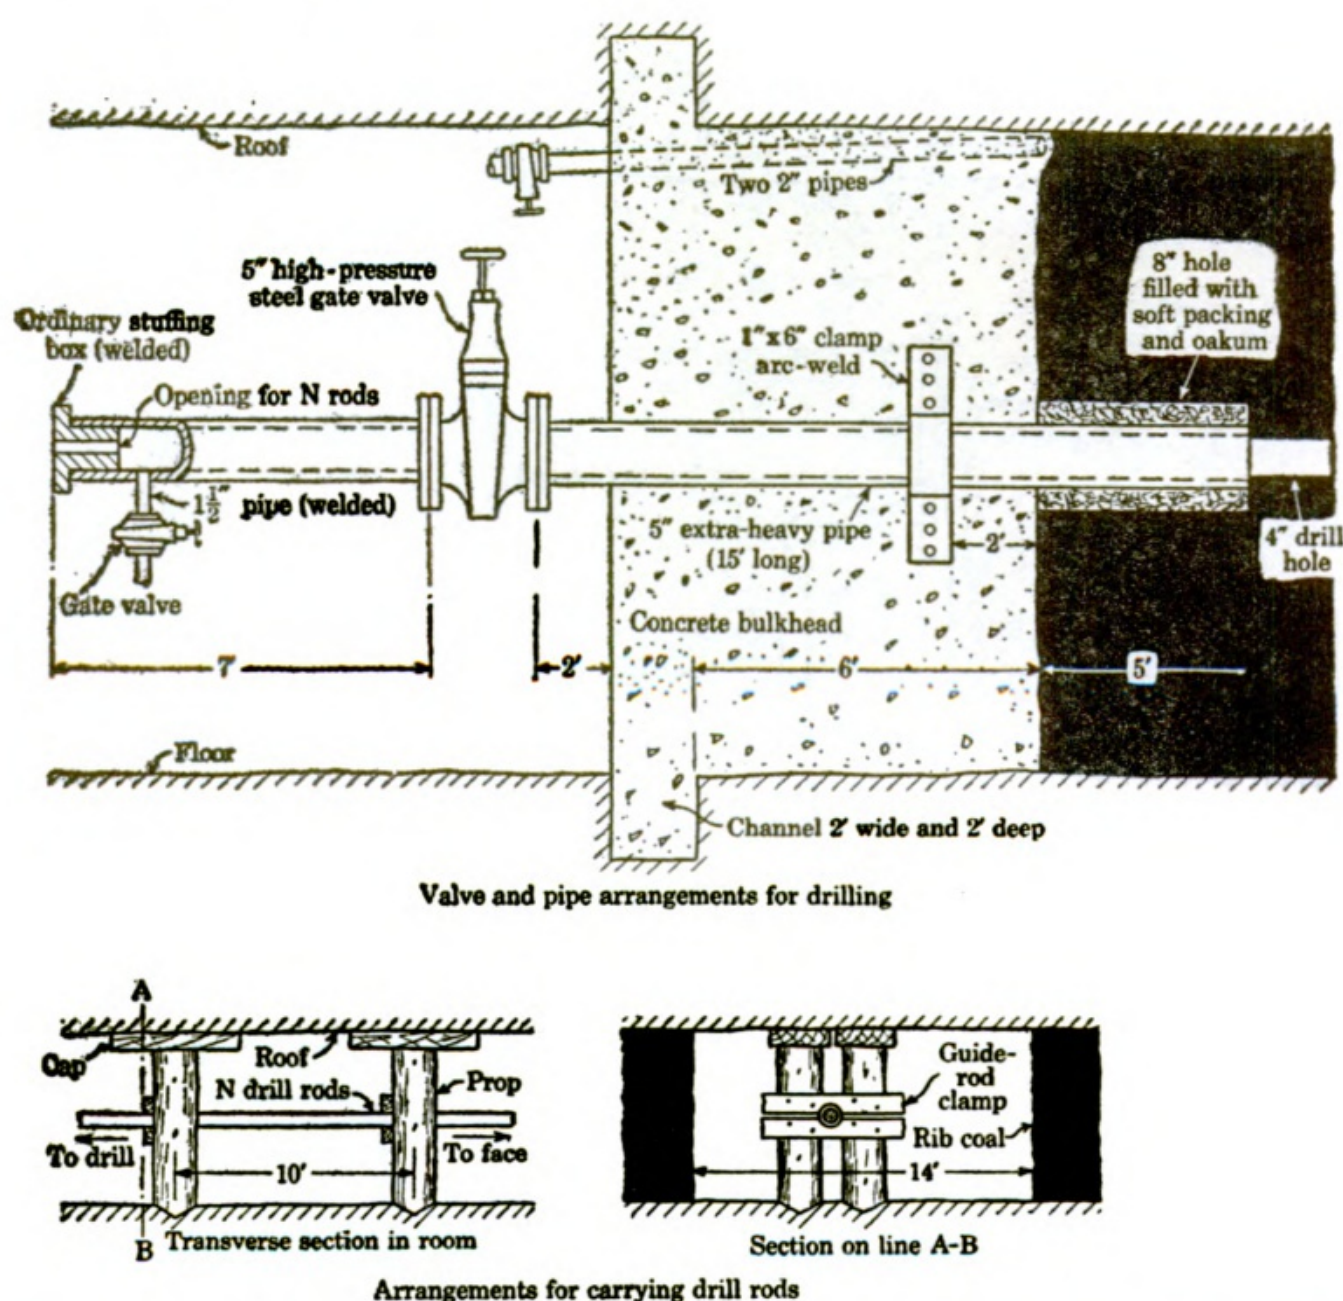 Roof
Two 2" pipes
5" high-pressure
steel gate valve
8" hole
filled with
soft packing
and oakum
Ordinary stuffing
box (welded)
1"x6" clamp
arc-weld
Opening for N rods
1½" pipe (welded)
5" extra-heavy pipe
(15' long)
2'
4" drill
hole
Gate valve
Concrete bulkhead
7'
2'
6'
5'
Floor
Channel 2' wide and 2' deep
Valve and pipe arrangements for drilling
A
Cap
Roof
N drill rods
Prop
To drill
To face
10'
B
Transverse section in room
Guide-
rod
clamp
Rib coal
14'
Section on line A-B
Arrangements for carrying drill rods